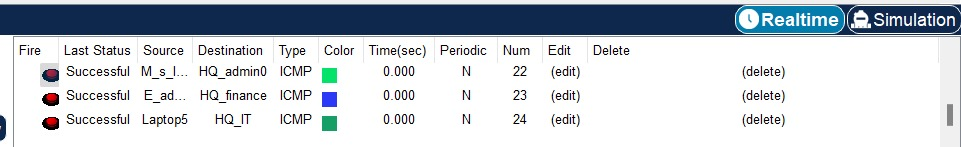 Realtime Simulation
Fire Last Status Source Destination Type Color Time(sec) Periodic Num Edit Delete
Successful M_s_l... HQ_admin0 ICMP 0.000 N 22 (edit) (delete)
Successful E_ad... HQ_finance ICMP 0.000 N 23 (edit) (delete)
Successful Laptop5 HQ_IT ICMP 0.000 N 24 (edit) (delete)